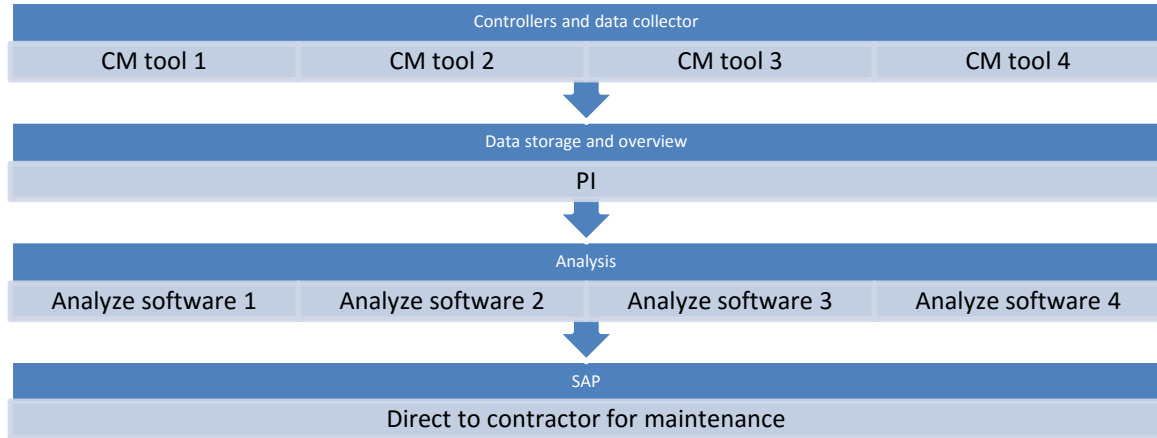 Controllers and data collector
CM tool 1 CM tool 2 CM tool 3 CM tool 4
Data storage and overview
PI
Analysis
Analyze software 1 Analyze software 2 Analyze software 3 Analyze software 4
SAP
Direct to contractor for maintenance